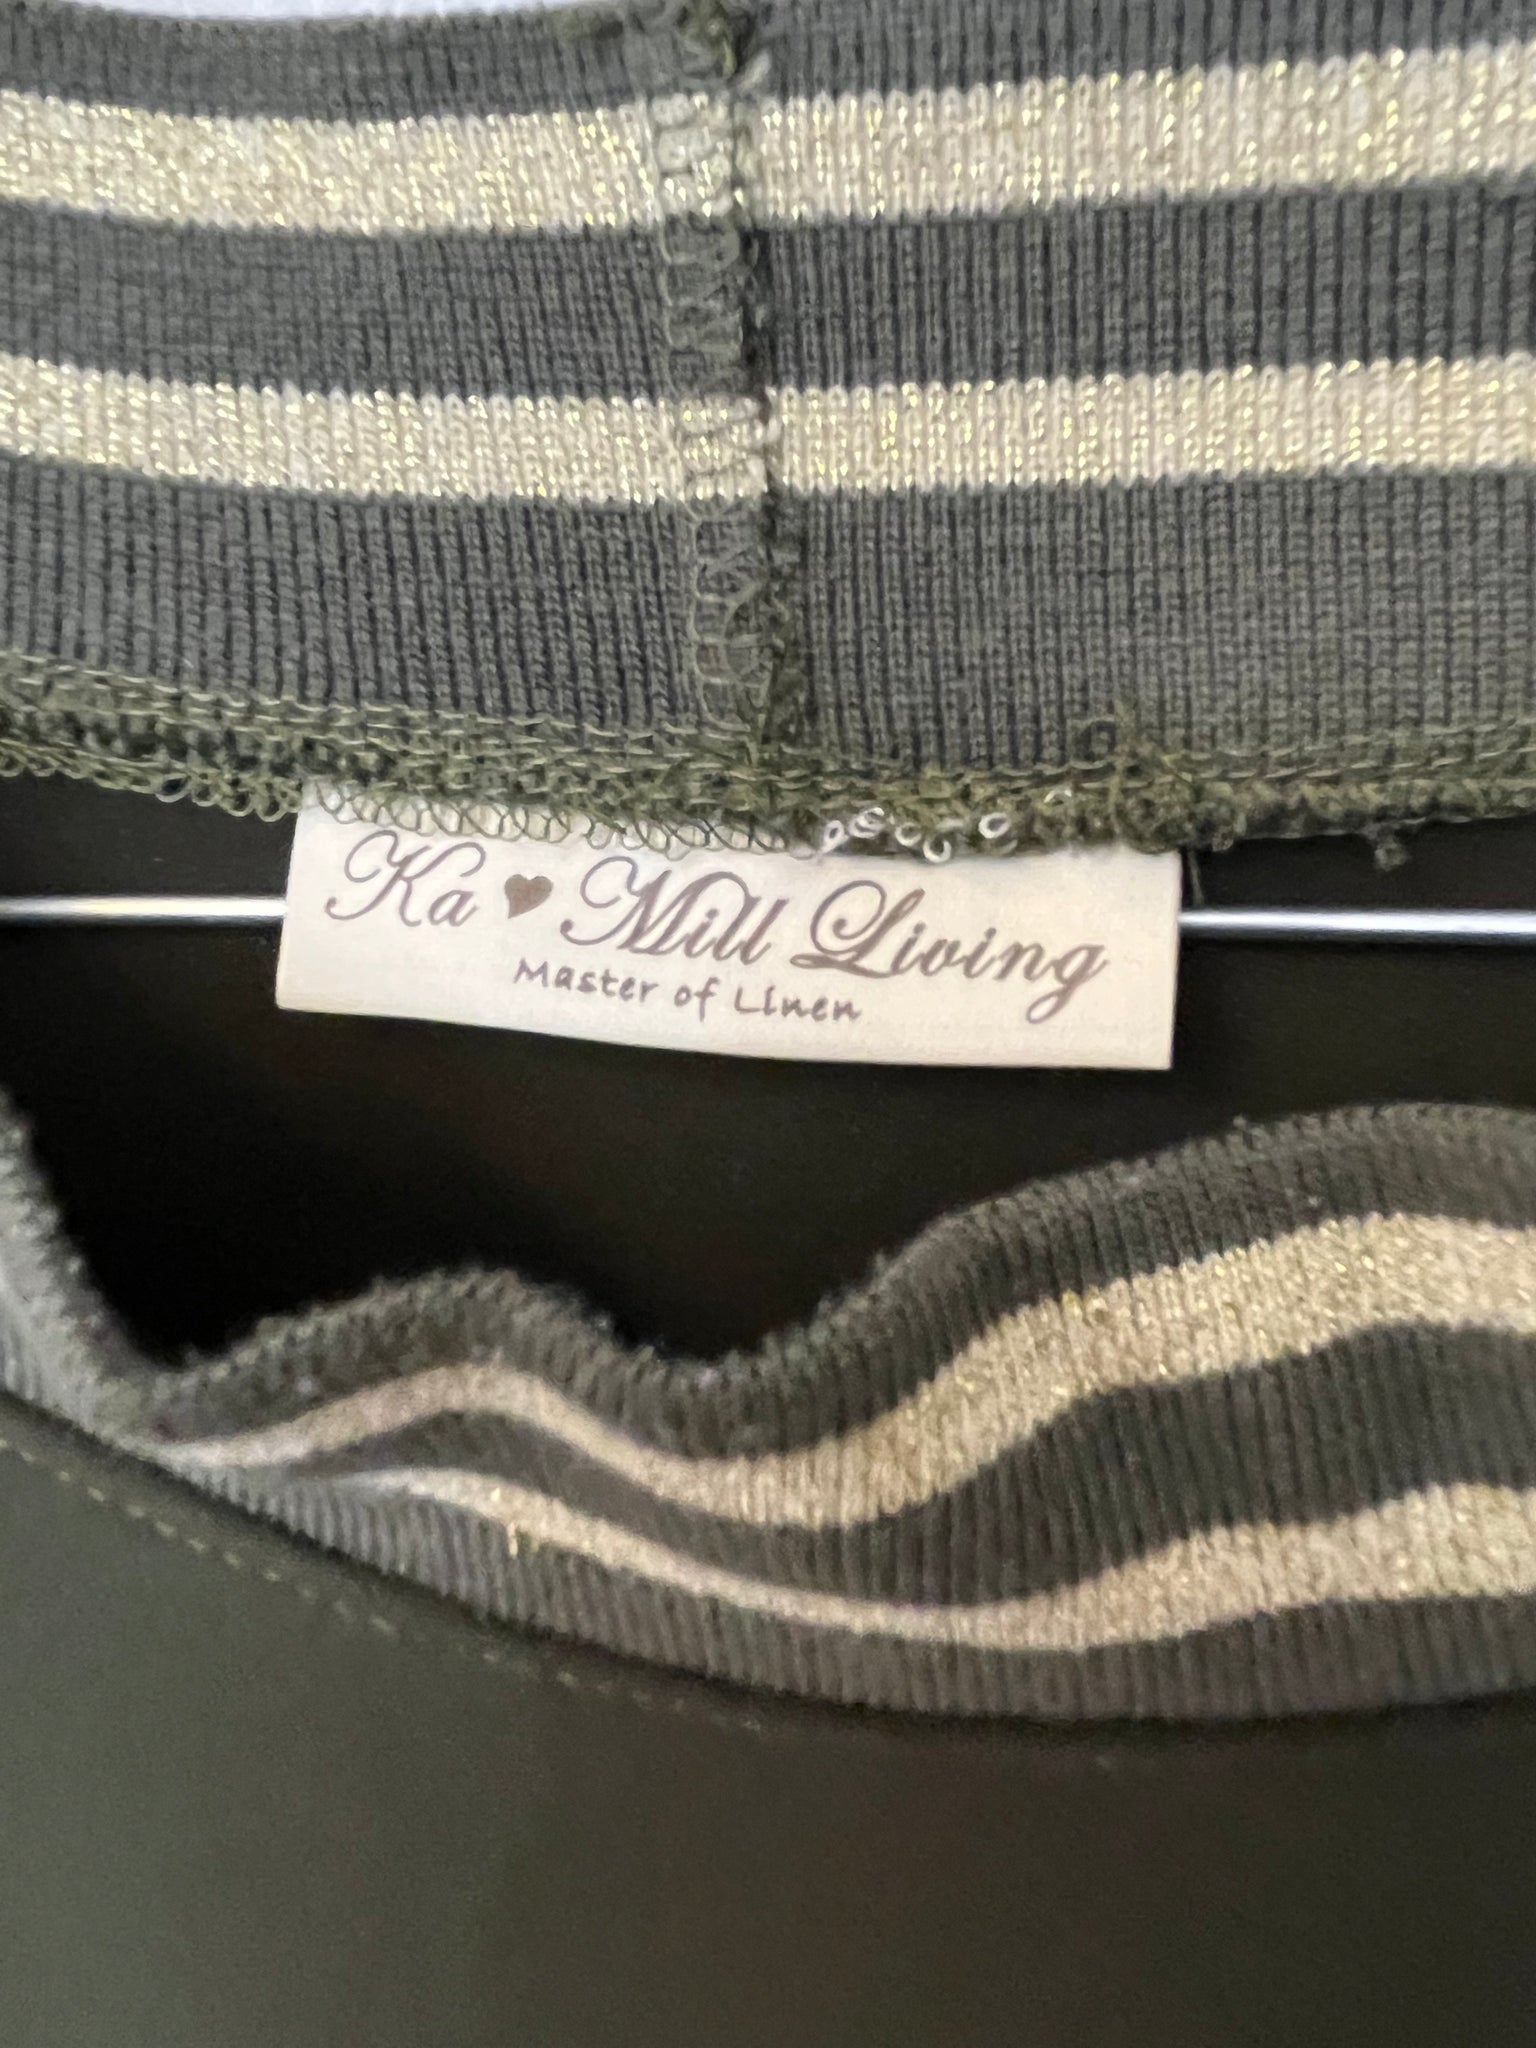 Ka ♥ Mill Living
Master of Linen